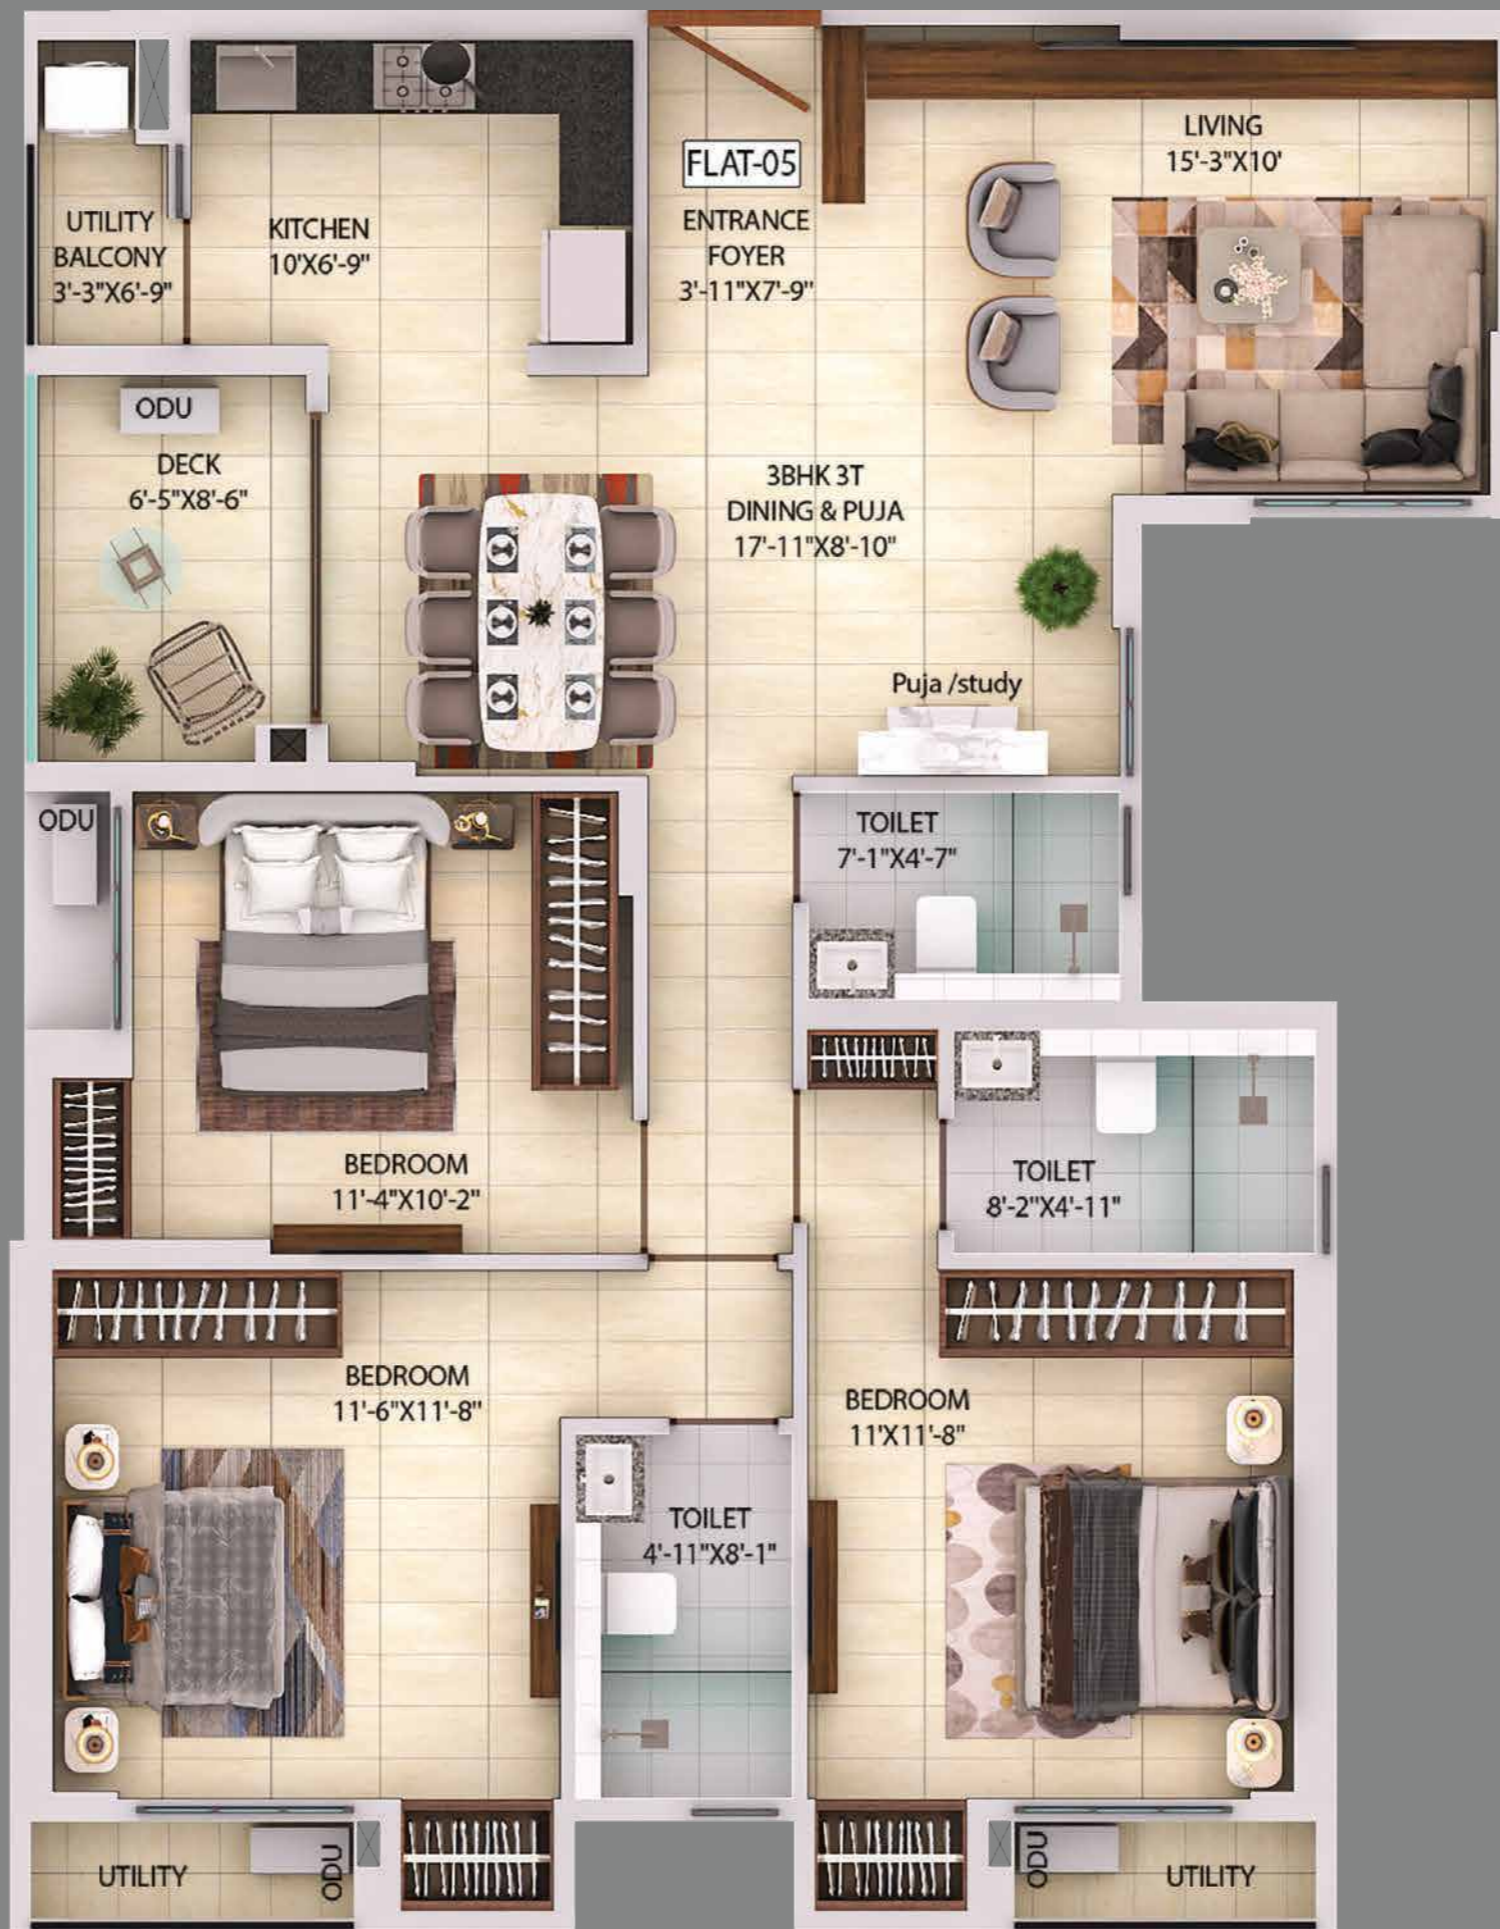 LIVING
15'-3"X10'
FLAT-05
ENTRANCE
FOYER
3'-11"X7'-9"
UTILITY
BALCONY
3'-3"X6'-9"
KITCHEN
10'X6'-9"
ODU
DECK
6'-5"X8'-6"
3BHK 3T
DINING & PUJA
17'-11"X8'-10"
Puja /study
ODU
TOILET
7'-1"X4'-7"
BEDROOM
11'-4"X10'-2"
TOILET
8'-2"X4'-11"
BEDROOM
11'-6"X11'-8"
BEDROOM
11'X11'-8"
TOILET
4'-11"X8'-1"
UTILITY
ODU
ODU
UTILITY